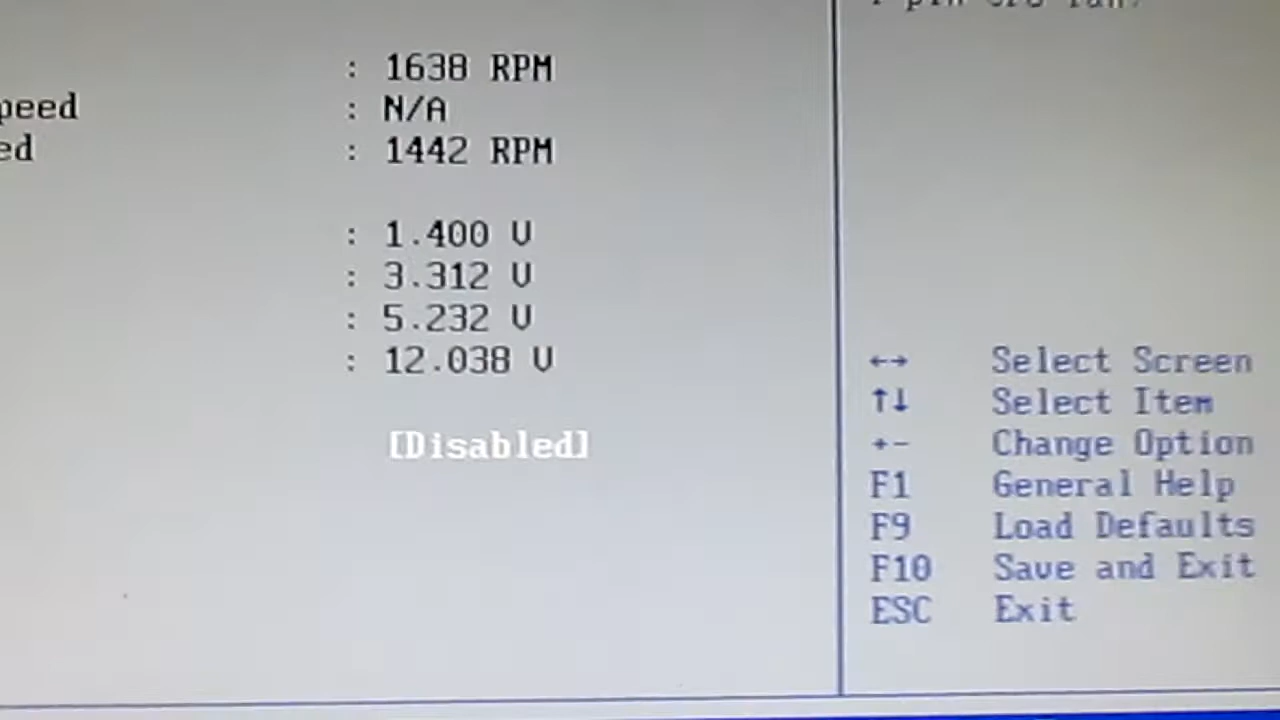 : 1638 RPM
peed : N/A
ed : 1442 RPM
: 1.400 V
: 3.312 V
: 5.232 V
: 12.038 V
[Disabled]
←→ Select Screen
↑↓ Select Item
+- Change Option
F1 General Help
F9 Load Defaults
F10 Save and Exit
ESC Exit